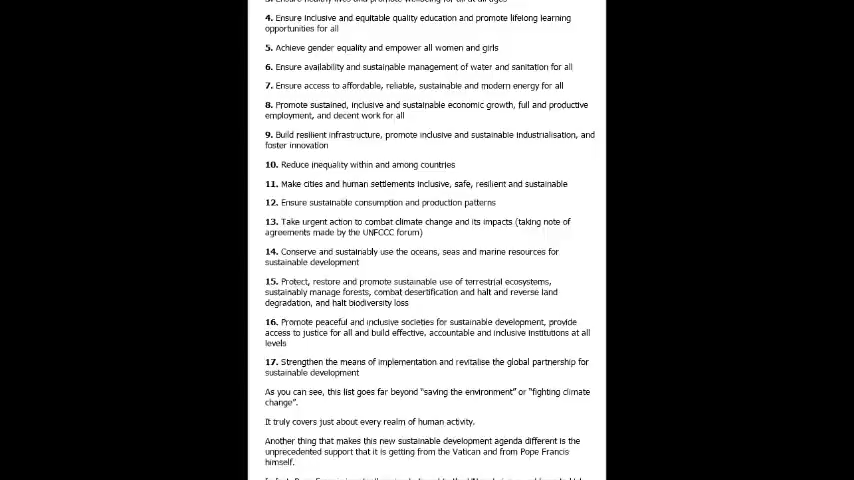 3. Ensure healthy lives and promote wellbeing for all at all ages
4. Ensure inclusive and equitable quality education and promote lifelong learning
opportunities for all
5. Achieve gender equality and empower all women and girls
6. Ensure availability and sustainable management of water and sanitation for all
7. Ensure access to affordable, reliable, sustainable and modern energy for all
8. Promote sustained, inclusive and sustainable economic growth, full and productive
employment, and decent work for all
9. Build resilient infrastructure, promote inclusive and sustainable industrialisation, and
foster innovation
10. Reduce inequality within and among countries
11. Make cities and human settlements inclusive, safe, resilient and sustainable
12. Ensure sustainable consumption and production patterns
13. Take urgent action to combat climate change and its impacts (taking note of
agreements made by the UNFCCC forum)
14. Conserve and sustainably use the oceans, seas and marine resources for
sustainable development
15. Protect, restore and promote sustainable use of terrestrial ecosystems,
sustainably manage forests, combat desertification and halt and reverse land
degradation, and halt biodiversity loss
16. Promote peaceful and inclusive societies for sustainable development, provide
access to justice for all and build effective, accountable and inclusive institutions at all
levels
17. Strengthen the means of implementation and revitalise the global partnership for
sustainable development
As you can see, this list goes far beyond “saving the environment” or “fighting climate
change”.
It truly covers just about every realm of human activity.
Another thing that makes this new sustainable development agenda different is the
unprecedented support that it is getting from the Vatican and from Pope Francis
himself.